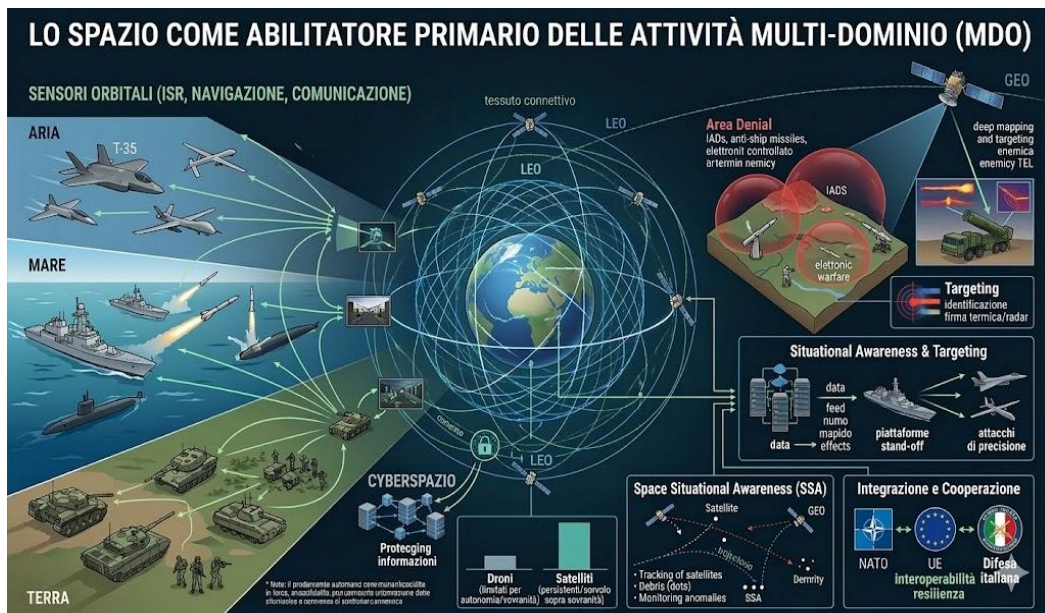 LO SPAZIO COME ABILITATORE PRIMARIO DELLE ATTIVITÀ MULTI-DOMINIO (MDO)
SENSORI ORBITALI (ISR, NAVIGAZIONE, COMUNICAZIONE)
ARIA
T-35
MARE
TERRA
tessuto connettivo
LEO
LEO
LEO
GEO
Area Denial
IADs, anti-ship missiles,
elettronil controllato
artermin nemicy
IADS
elettronic
warfare
deep mapping
and targeting
enemica
enemicy TEL
Targeting
identificazione
firma termica/radar
Situational Awareness & Targeting
data
data
feed
numo
mapido
effects
piattaforme
stand-off
attacchi
di precisione
CYBERSPAZIO
Protecging
informazioni
Droni
(limitati per
autonomia/sovranità)
Satelliti
(persistenti/sorvolo
sopra sovranità)
Space Situational Awareness (SSA)
Satellite
GEO
Demrity
SSA
- Tracking of satellites
- Debris (dots)
- Monitoring anomalies
Integrazione e Cooperazione
NATO
UE
Difesa
italiana
interoperabilità
resiiienza